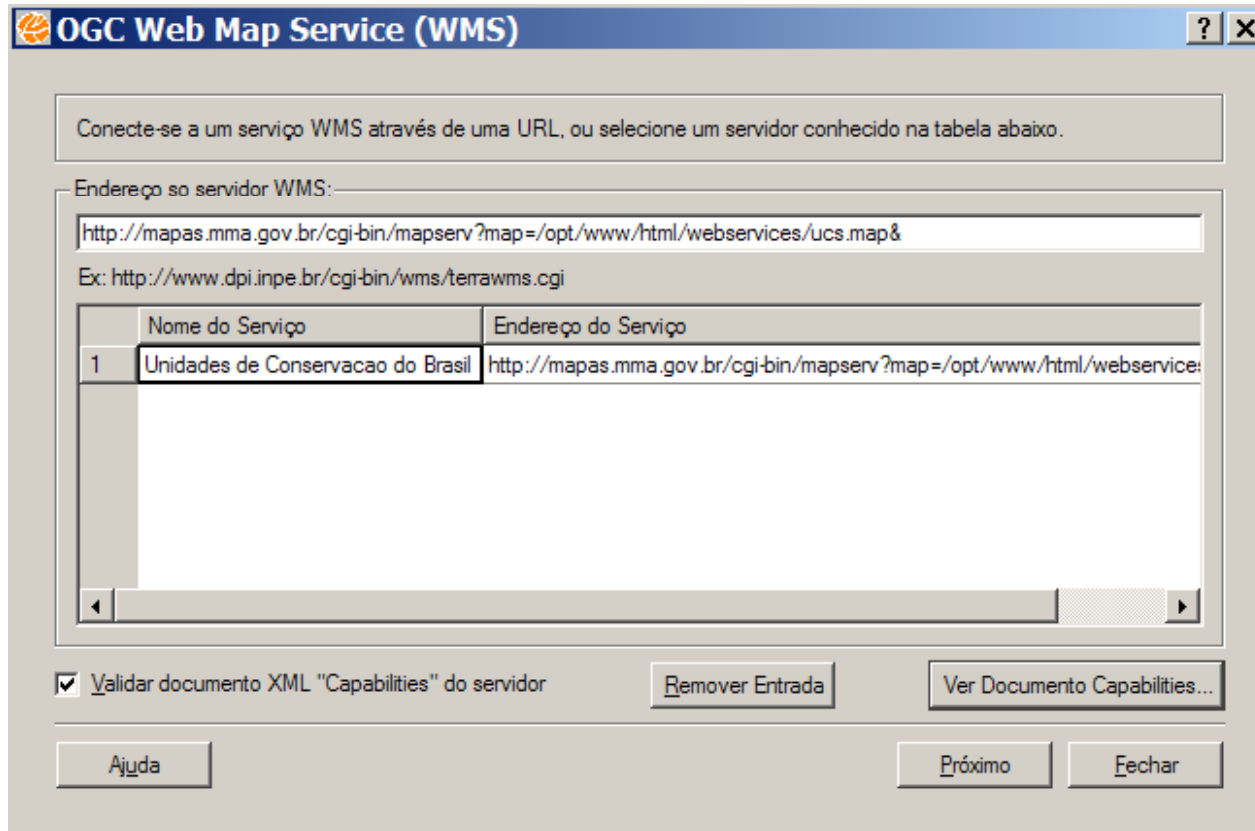 OGC Web Map Service (WMS)
Conecte-se a um serviço WMS através de uma URL, ou selecione um servidor conhecido na tabela abaixo.
Endereço so servidor WMS:
http://mapas.mma.gov.br/cgi-bin/mapserv?map=/opt/www/html/webservices/ucs.map&
Ex: http://www.dpi.inpe.br/cgi-bin/wms/terrawms.cgi
Nome do Serviço Endereço do Serviço
1 Unidades de Conservacao do Brasil http://mapas.mma.gov.br/cgi-bin/mapserv?map=/opt/www/html/webservices
Validar documento XML "Capabilities" do servidor Remover Entrada Ver Documento Capabilities...
Ajuda Próximo Fechar